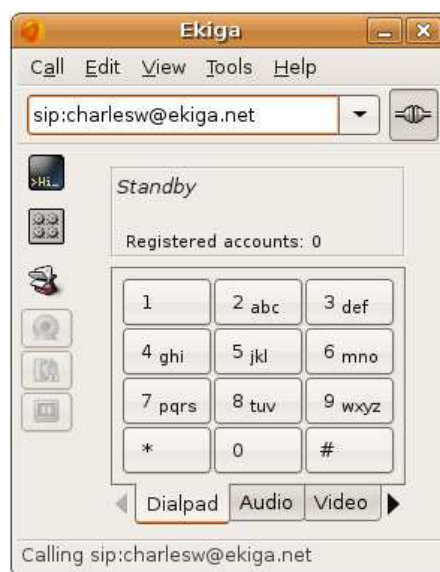 Ekiga
Call Edit View Tools Help
sip:charlesw@ekiga.net
>Hi..
Standby
Registered accounts: 0
1 2 abc 3 def
4 ghi 5 jkl 6 mno
7 pqrs 8 tuv 9 wxyz
* 0 #
Dialpad Audio Video
Calling sip:charlesw@ekiga.net